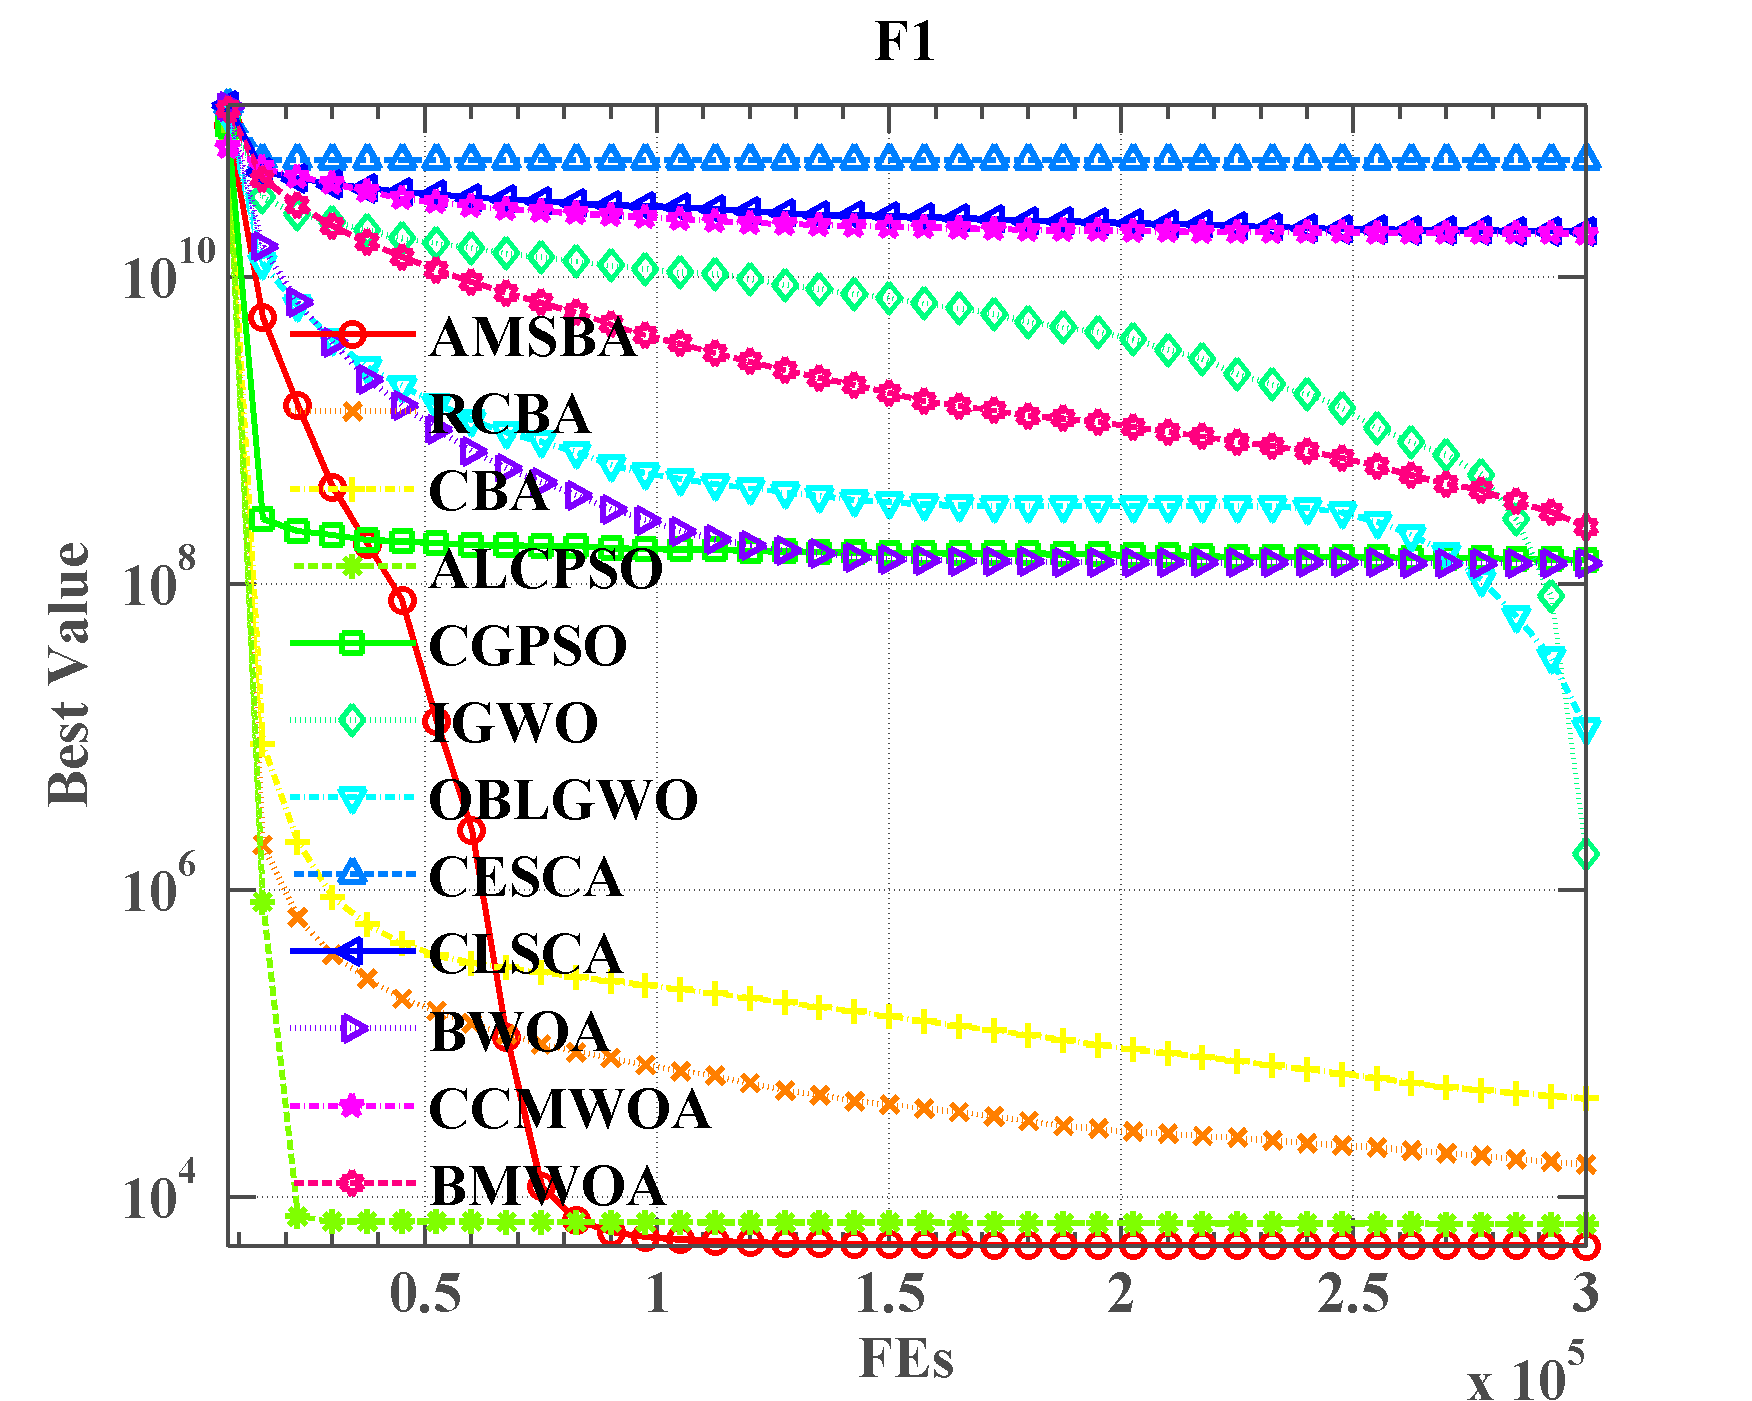 F1
Best Value
10^10
10^8
10^6
10^4
AMSBA
RCBA
CBA
ALCPSO
CGPSO
IGWO
OBLGWO
CESCA
CLSCA
BWOA
CCMWOA
BMWOA
0.5 1 1.5 2 2.5 3
FEs
x 10^5